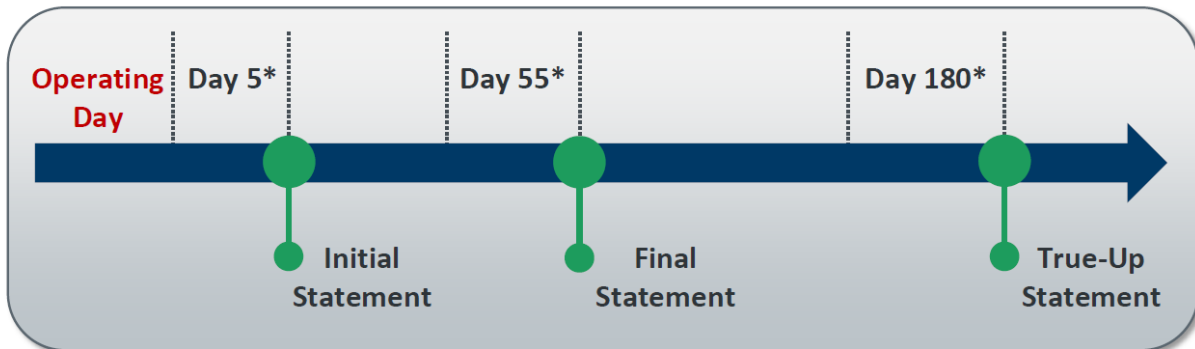 Operating
Day
Day 5*
Day 55*
Day 180*
Initial
Statement
Final
Statement
True-Up
Statement